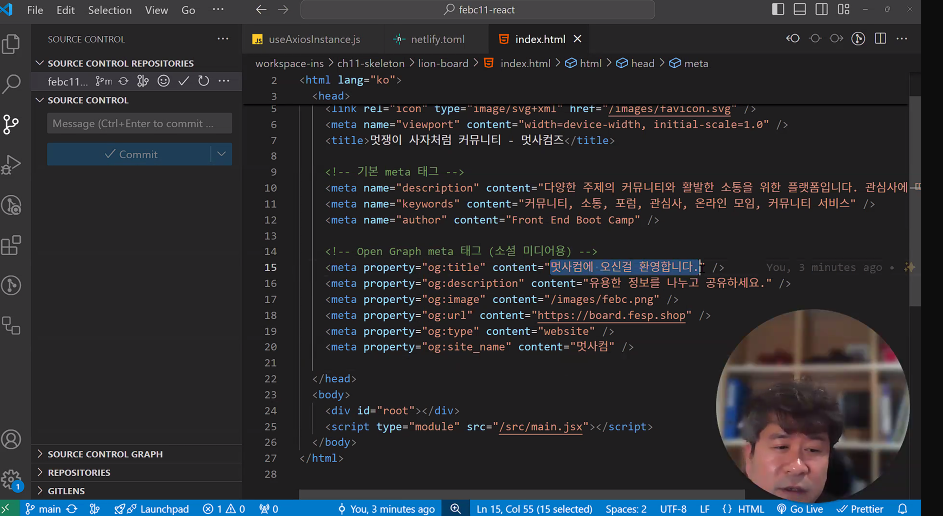 File Edit Selection View Go ··· febc11-react
SOURCE CONTROL ···
useAxiosInstance.js netlify.toml index.html
SOURCE CONTROL REPOSITORIES
workspace-ins > ch11-skeleton > lion-board > index.html > html > head > meta
febc11... m ···
SOURCE CONTROL
Message (Ctrl+Enter to commit ...
Commit
2 <html lang="ko">
3 <head>
5 <link rel="icon" type="image/svg+xml" href="/images/favicon.svg" />
6 <meta name="viewport" content="width=device-width, initial-scale=1.0" />
7 <title>멋쟁이 사자처럼 커뮤니티 - 멋사컴즈</title>
8
9 <!-- 기본 meta 태그 -->
10 <meta name="description" content="다양한 주제의 커뮤니티와 활발한 소통을 위한 플랫폼입니다. 관심사에
11 <meta name="keywords" content="커뮤니티, 소통, 포럼, 관심사, 온라인 모임, 커뮤니티 서비스" />
12 <meta name="author" content="Front End Boot Camp" />
13
14 <!-- Open Graph meta 태그 (소셜 미디어용) -->
15 <meta property="og:title" content="멋사컴에 오신걸 환영합니다." /> You, 3 minutes ago •
16 <meta property="og:description" content="유용한 정보를 나누고 공유하세요." />
17 <meta property="og:image" content="/images/febc.png" />
18 <meta property="og:url" content="https://board.fesp.shop" />
19 <meta property="og:type" content="website" />
20 <meta property="og:site_name" content="멋사컴" />
21
22 </head>
23 <body>
24 <div id="root"></div>
25 <script type="module" src="/src/main.jsx"></script>
26 </body>
27 </html>
28
SOURCE CONTROL GRAPH
REPOSITORIES
GITLENS
1
main Launchpad 1 0 0 You, 3 minutes ago Ln 15, Col 55 (15 selected) Spaces: 2 UTF-8 LF {} HTML Go Live Prettier